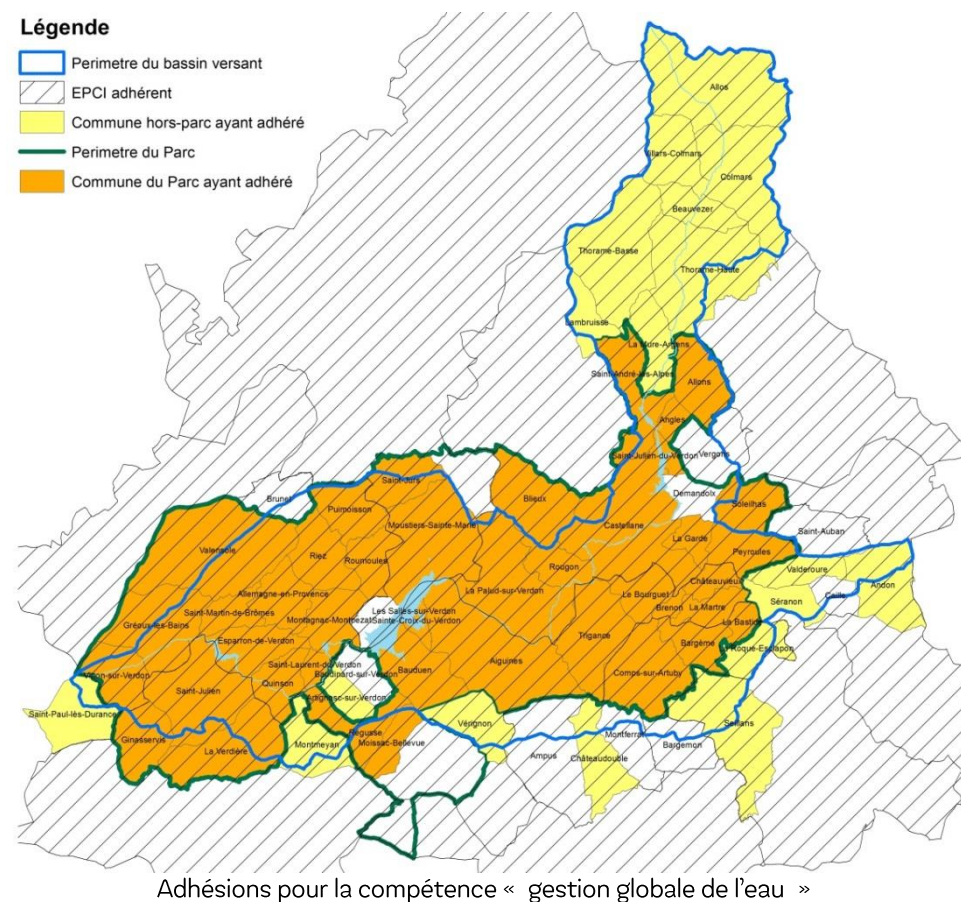 Légende
Perimetre du bassin versant
EPCI adhérent
Commune hors-parc ayant adhéré
Perimetre du Parc
Commune du Parc ayant adhéré
Allos
Villars-Colmars
Colmars
Beauvezer
Thorame-Basse
Thorame-Haute
Lambruisse
La Mure-Argens
Saint-André-les-Alpes
Allons
Angles
Saint-Julien-du-Verdon
Vergons
Demandolx
Soleilhas
Saint-Auban
Brunet
Saint-Jurs
Puimoisson
Blieux
Moustiers-Sainte-Marie
Castellane
La Garde
Valensole
Riez
Roumoules
Rougon
Peyroules
Valderoure
Andon
Châteauvieux
Allemagne-en-Provence
La Palud-sur-Verdon
Le Bourguet
Séranon
Caille
Saint-Martin-de-Brômes
Les Salles-sur-Verdon
Brenon
La Martre
Gréoux-les-Bains
Montagnac-Montpezat
Sainte-Croix-du-Verdon
La Bastide
Esparron-de-Verdon
Trigance
Bargème
La Roque-Esclapon
Saint-Laurent-du-Verdon
Bauduen
Aiguines
Vinon-sur-Verdon
Baudinard-sur-Verdon
Comps-sur-Artuby
Saint-Julien
Quinson
Artignosc-sur-Verdon
Saint-Paul-lès-Durance
Seillans
Vérignon
Régusse
Montferrat
Ginasservis
La Verdière
Montmeyan
Moissac-Bellevue
Bargemon
Ampus
Châteaudouble
Adhésions pour la compétence « gestion globale de l'eau »